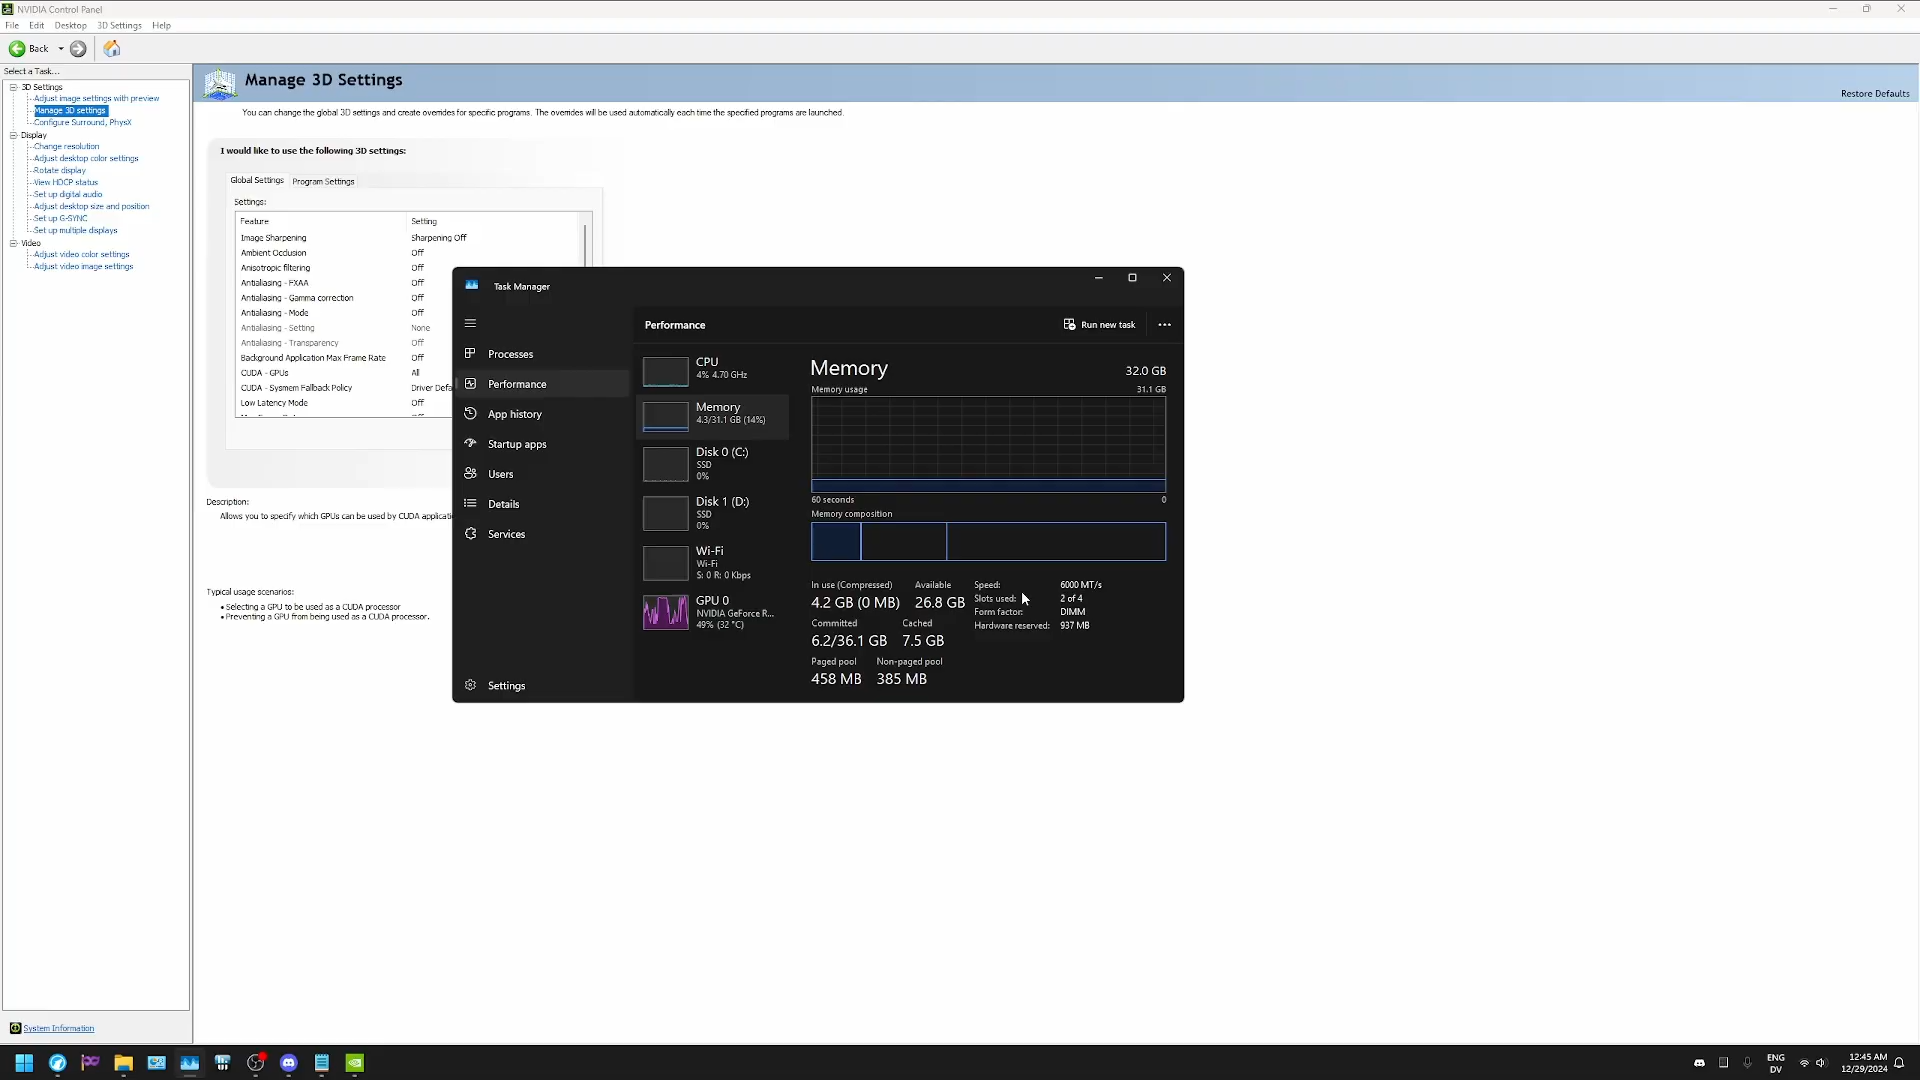 NVIDIA Control Panel
File Edit Desktop 3D Settings Help
Back
Select a Task...
3D Settings
Adjust image settings with preview
Manage 3D settings
Configure Surround, PhysX
Display
Change resolution
Adjust desktop color settings
Rotate display
View HDCP status
Set up digital audio
Adjust desktop size and position
Set up G-SYNC
Set up multiple displays
Video
Adjust video color settings
Adjust video image settings
System Information
Manage 3D Settings
Restore Defaults
You can change the global 3D settings and create overrides for specific programs. The overrides will be used automatically each time the specified programs are launched.
I would like to use the following 3D settings:
Global Settings Program Settings
Settings:
Feature Setting
Image Sharpening Sharpening Off
Ambient Occlusion Off
Anisotropic filtering Off
Antialiasing - FXAA Off
Antialiasing - Gamma correction Off
Antialiasing - Mode Off
Antialiasing - Setting None
Antialiasing - Transparency Off
Background Application Max Frame Rate Off
CUDA - GPUs All
CUDA - Sysmem Fallback Policy Driver Defa
Low Latency Mode Off
Description:
Allows you to specify which GPUs can be used by CUDA applicati
Typical usage scenarios:
• Selecting a GPU to be used as a CUDA processor
• Preventing a GPU from being used as a CUDA processor.
Task Manager
Processes
Performance
App history
Startup apps
Users
Details
Services
Settings
Performance
Run new task
CPU
4% 4.70 GHz
Memory
4.3/31.1 GB (14%)
Disk 0 (C:)
SSD
0%
Disk 1 (D:)
SSD
0%
Wi-Fi
Wi-Fi
S: 0 R: 0 Kbps
GPU 0
NVIDIA GeForce R...
49% (32 °C)
Memory 32.0 GB
Memory usage 31.1 GB
60 seconds 0
Memory composition
In use (Compressed) Available
4.2 GB (0 MB) 26.8 GB
Committed Cached
6.2/36.1 GB 7.5 GB
Paged pool Non-paged pool
458 MB 385 MB
Speed: 6000 MT/s
Slots used: 2 of 4
Form factor: DIMM
Hardware reserved: 937 MB
ENG
DV
12:45 AM
12/29/2024